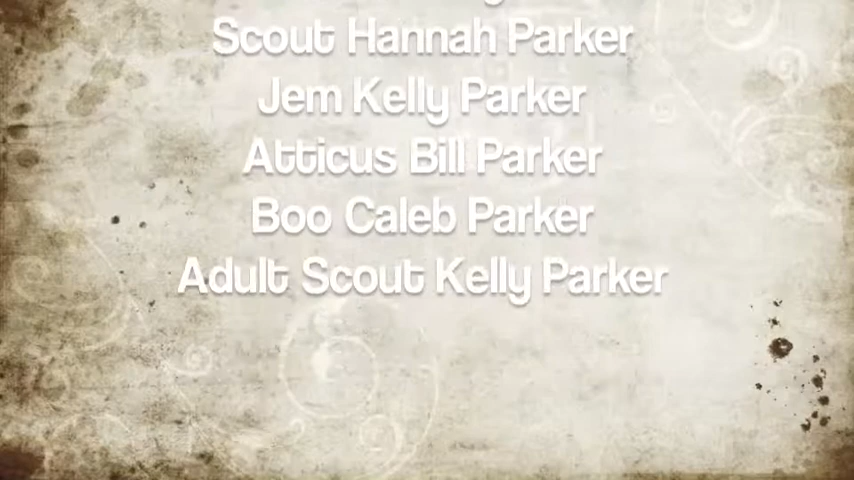 Scout Hannah Parker
Jem Kelly Parker
Atticus Bill Parker
Boo Caleb Parker
Adult Scout Kelly Parker